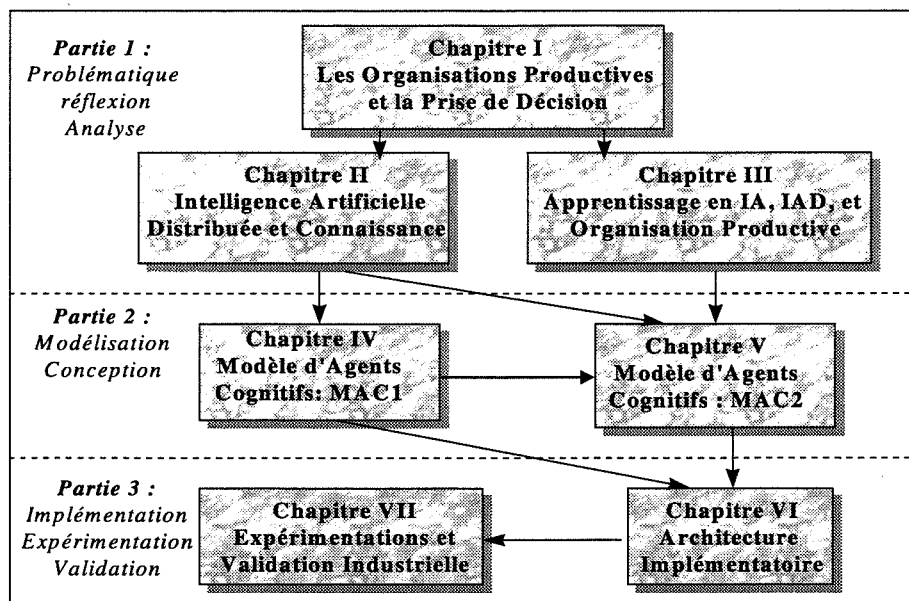 Partie 1 :
Problématique
réflexion
Analyse
Chapitre I
Les Organisations Productives
et la Prise de Décision
Chapitre II
Intelligence Artificielle
Distribuée et Connaissance
Chapitre III
Apprentissage en IA, IAD, et
Organisation Productive
Partie 2 :
Modélisation
Conception
Chapitre IV
Modèle d'Agents
Cognitifs: MAC1
Chapitre V
Modèle d'Agents
Cognitifs : MAC2
Partie 3 :
Implémentation
Expérimentation
Validation
Chapitre VII
Expérimentations et
Validation Industrielle
Chapitre VI
Architecture
Implémentatoire